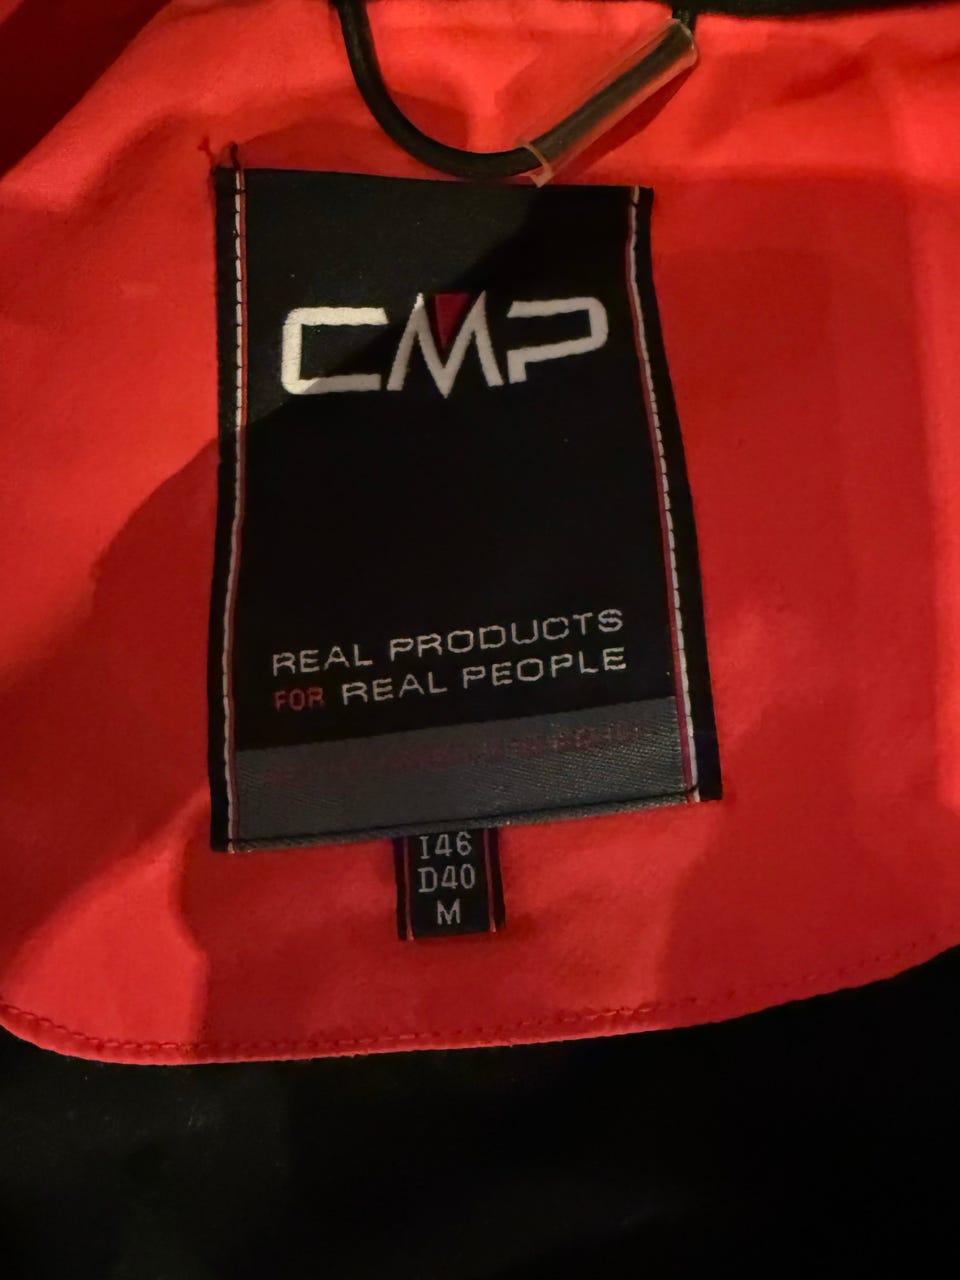 CMP
REAL PRODUCTS
FOR REAL PEOPLE
I46
D40
M